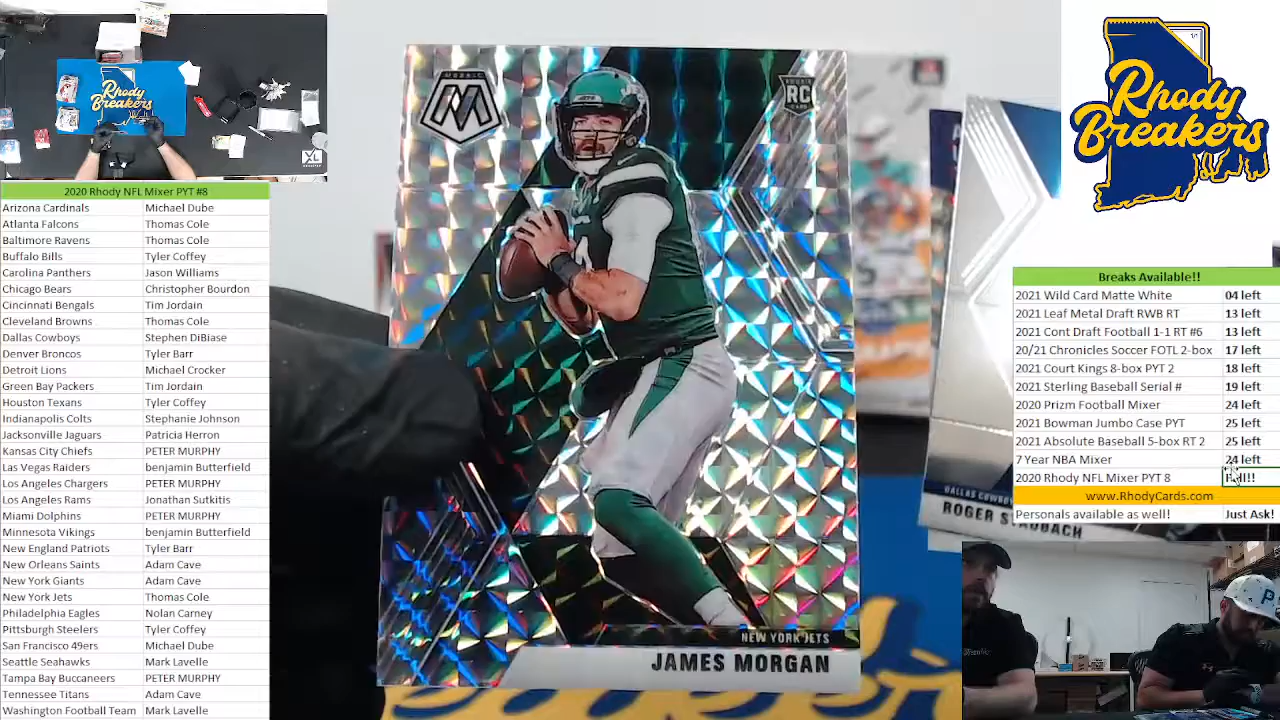 Rhody
Breakers
XL
2020 Rhody NFL Mixer PYT #8
Arizona Cardinals Michael Dube
Atlanta Falcons Thomas Cole
Baltimore Ravens Thomas Cole
Buffalo Bills Tyler Coffey
Carolina Panthers Jason Williams
Chicago Bears Christopher Bourdon
Cincinnati Bengals Tim Jordain
Cleveland Browns Thomas Cole
Dallas Cowboys Stephen DiBiase
Denver Broncos Tyler Barr
Detroit Lions Michael Crocker
Green Bay Packers Tim Jordain
Houston Texans Tyler Coffey
Indianapolis Colts Stephanie Johnson
Jacksonville Jaguars Patricia Herron
Kansas City Chiefs PETER MURPHY
Las Vegas Raiders benjamin Butterfield
Los Angeles Chargers PETER MURPHY
Los Angeles Rams Jonathan Sutkitis
Miami Dolphins PETER MURPHY
Minnesota Vikings benjamin Butterfield
New England Patriots Tyler Barr
New Orleans Saints Adam Cave
New York Giants Adam Cave
New York Jets Thomas Cole
Philadelphia Eagles Nolan Carney
Pittsburgh Steelers Tyler Coffey
San Francisco 49ers Michael Dube
Seattle Seahawks Mark Lavelle
Tampa Bay Buccaneers PETER MURPHY
Tennessee Titans Adam Cave
Washington Football Team Mark Lavelle
MOSAIC
M
ROOKIE
RC
CARD
JETS
NEW YORK JETS
JAMES MORGAN
DALLAS COWBOYS
ROGER STAUBACH
Rhody
Breakers
Breaks Available!!
2021 Wild Card Matte White 04 left
2021 Leaf Metal Draft RWB RT 13 left
2021 Cont Draft Football 1-1 RT #6 13 left
20/21 Chronicles Soccer FOTL 2-box 17 left
2021 Court Kings 8-box PYT 2 18 left
2021 Sterling Baseball Serial # 19 left
2020 Prizm Football Mixer 24 left
2021 Bowman Jumbo Case PYT 25 left
2021 Absolute Baseball 5-box RT 2 25 left
7 Year NBA Mixer 24 left
2020 Rhody NFL Mixer PYT 8 Full!!
www.RhodyCards.com
Personals available as well! Just Ask!
P